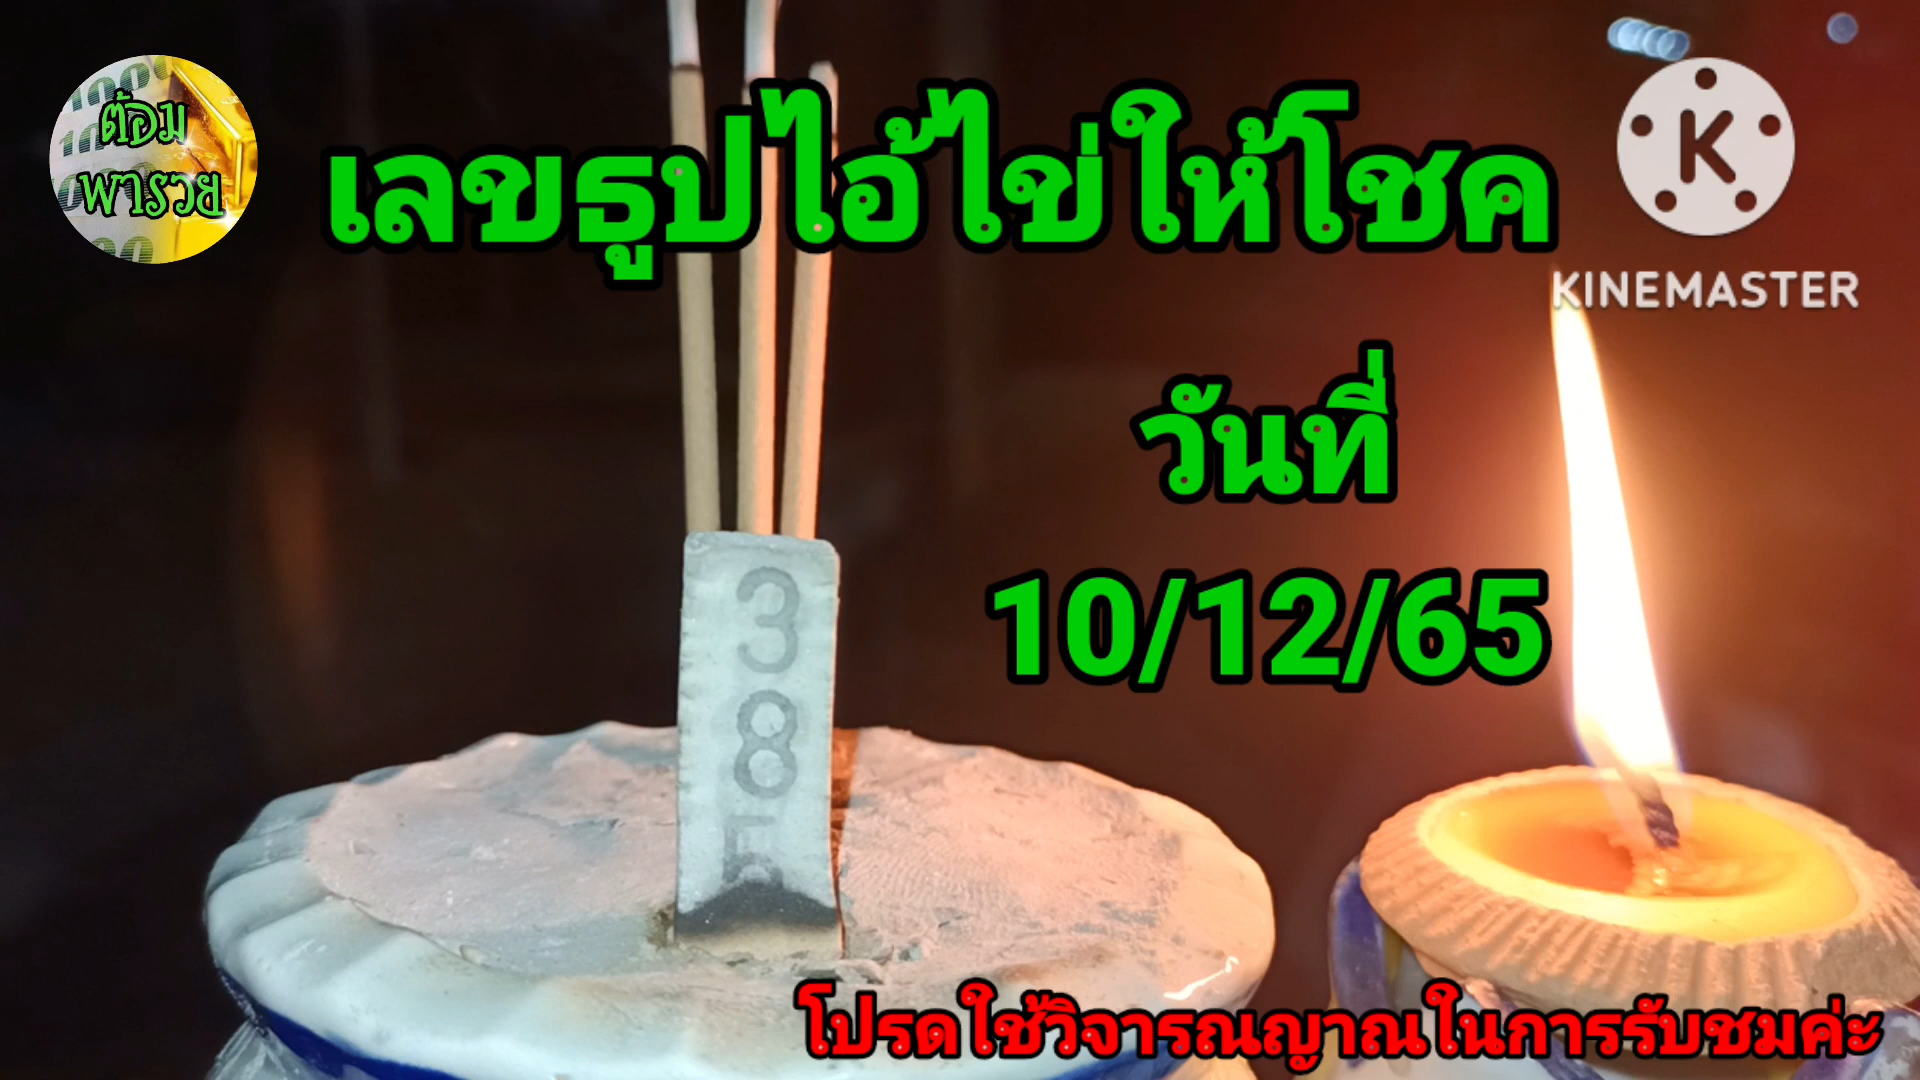 ต้อม
พารวย
เลขธูปไอ้ไข่ให้โชค
K
KINEMASTER
วันที่
10/12/65
3
8
โปรดใช้วิจารณญาณในการรับชมค่ะ